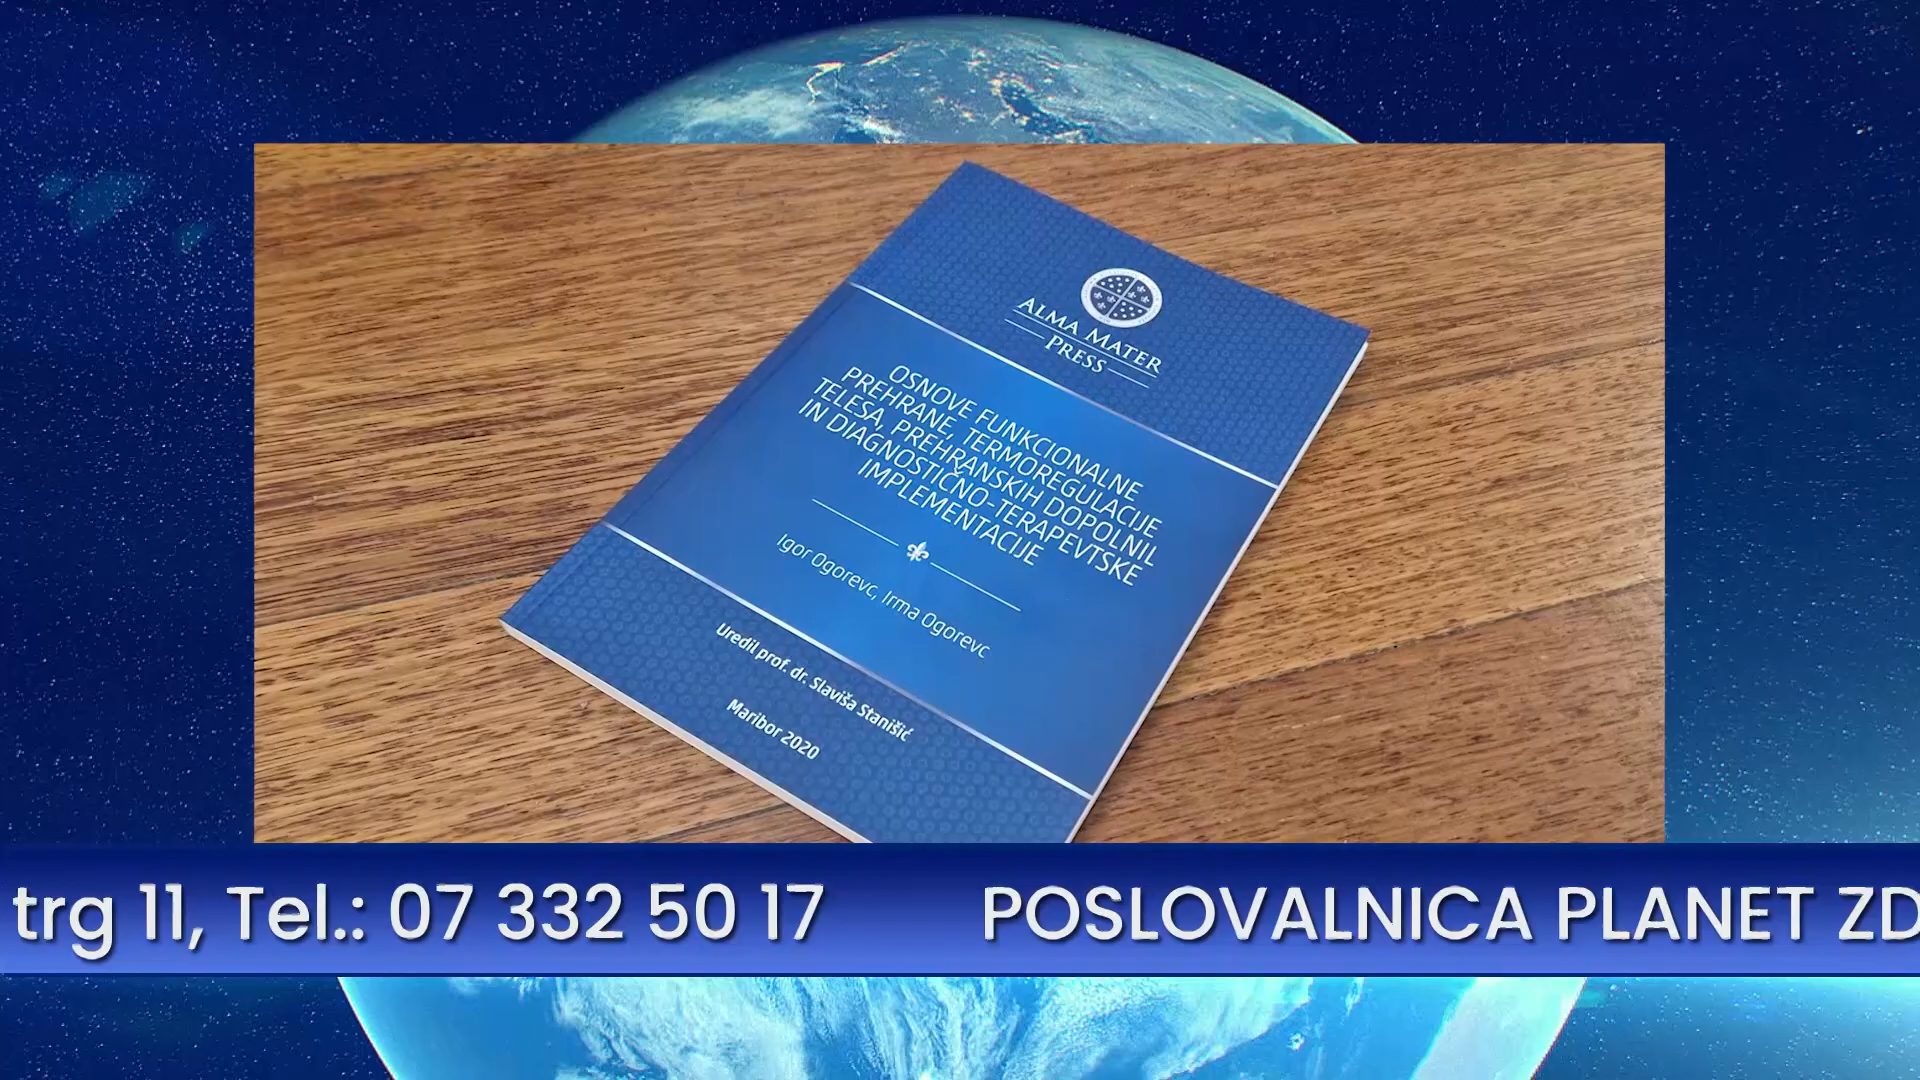 ALMA MATER
PRESS
OSNOVE FUNKCIONALNE
PREHRANE, TERMOREGULACIJE
TELESA, PREHRANSKIH DOPOLNIL
IN DIAGNOSTIČNO-TERAPEVTSKE
IMPLEMENTACIJE
Igor Ogorevc, Irma Ogorevc
Uredil prof. dr. Slaviša Stanišić
Maribor 2020
trg 11, Tel.: 07 332 50 17 POSLOVALNICA PLANET ZD